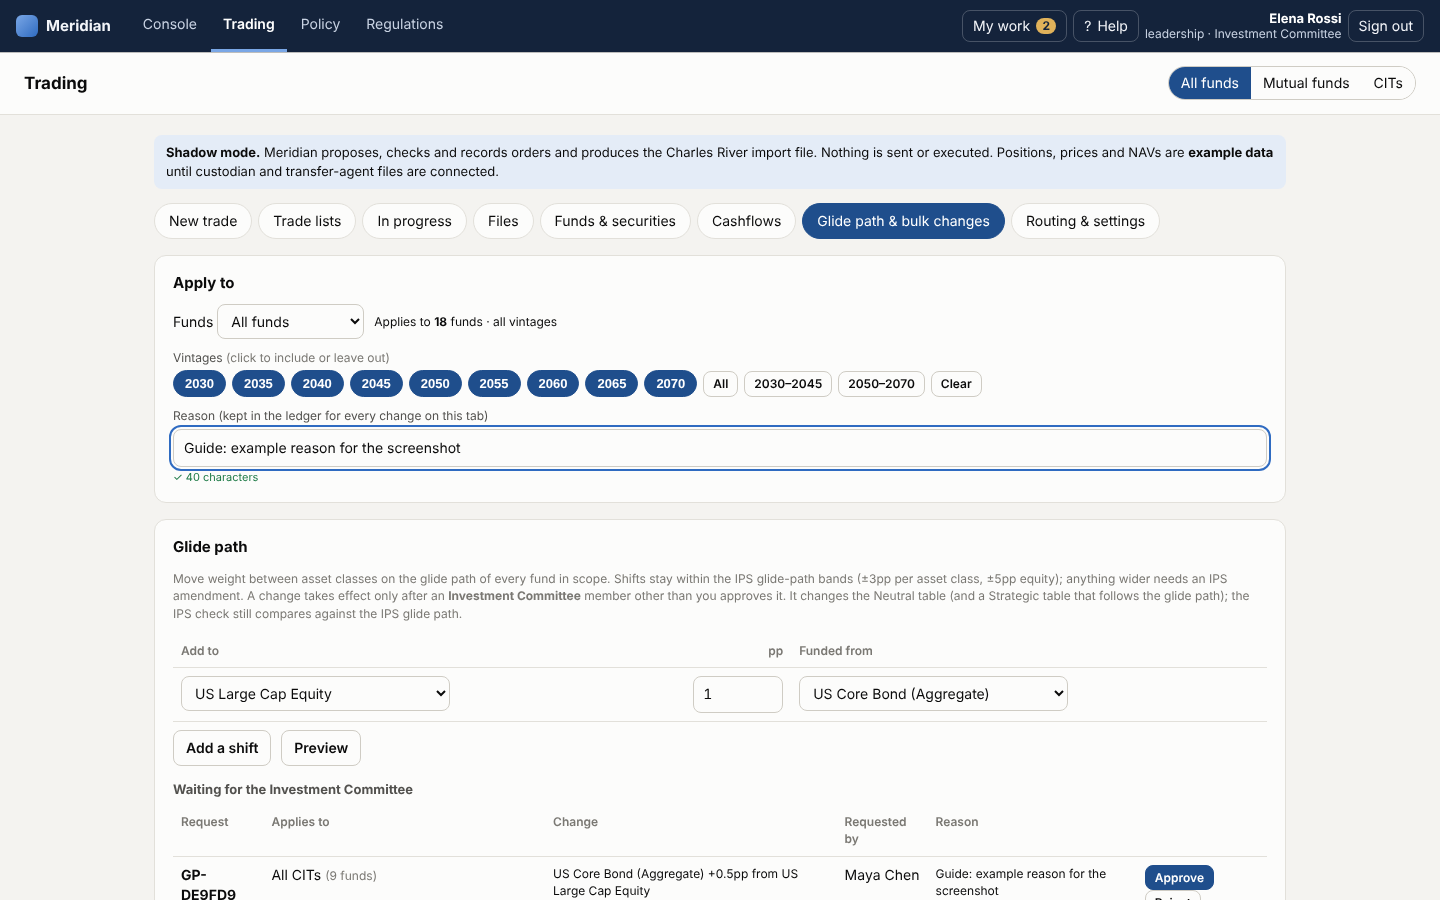 Meridian Console Trading Policy Regulations My work 2 ? Help Elena Rossi Sign out
leadership · Investment Committee
Trading All funds Mutual funds CITs
Shadow mode. Meridian proposes, checks and records orders and produces the Charles River import file. Nothing is sent or executed. Positions, prices and NAVs are example data
until custodian and transfer-agent files are connected.
New trade Trade lists In progress Files Funds & securities Cashflows Glide path & bulk changes Routing & settings
Apply to
Funds All funds Applies to 18 funds · all vintages
Vintages (click to include or leave out)
2030 2035 2040 2045 2050 2055 2060 2065 2070 All 2030–2045 2050–2070 Clear
Reason (kept in the ledger for every change on this tab)
Guide: example reason for the screenshot
✓ 40 characters
Glide path
Move weight between asset classes on the glide path of every fund in scope. Shifts stay within the IPS glide-path bands (±3pp per asset class, ±5pp equity); anything wider needs an IPS
amendment. A change takes effect only after an Investment Committee member other than you approves it. It changes the Neutral table (and a Strategic table that follows the glide path); the
IPS check still compares against the IPS glide path.
Add to pp Funded from
US Large Cap Equity 1 US Core Bond (Aggregate)
Add a shift Preview
Waiting for the Investment Committee
Request Applies to Change Requested by Reason
GP-DE9FD9 All CITs (9 funds) US Core Bond (Aggregate) +0.5pp from US Large Cap Equity Maya Chen Guide: example reason for the screenshot Approve